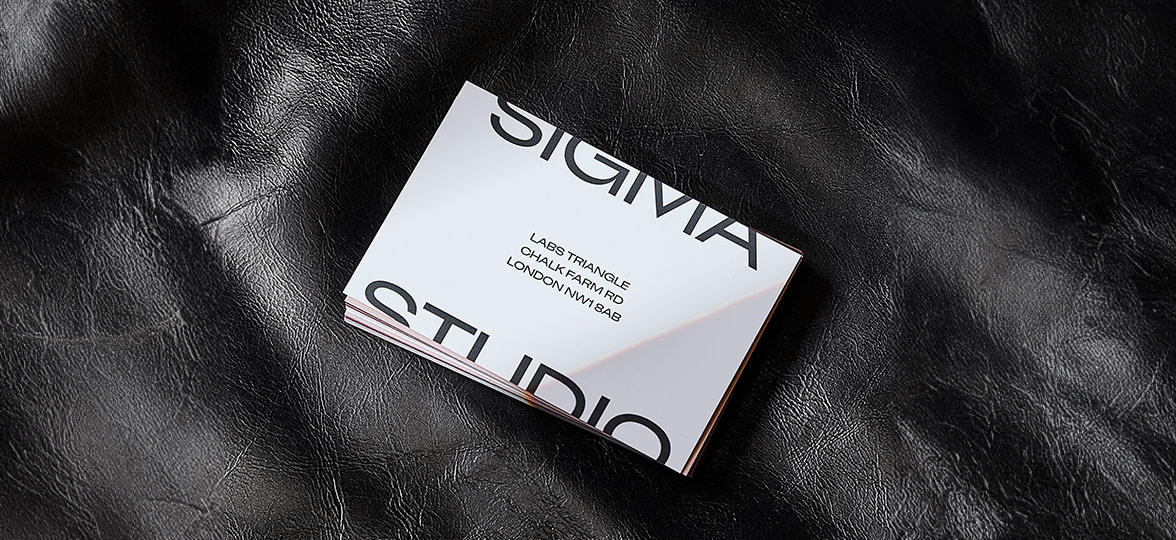 SIGMA
LABS TRIANGLE
CHALK FARM RD
LONDON NW1 8AB
STUDIO